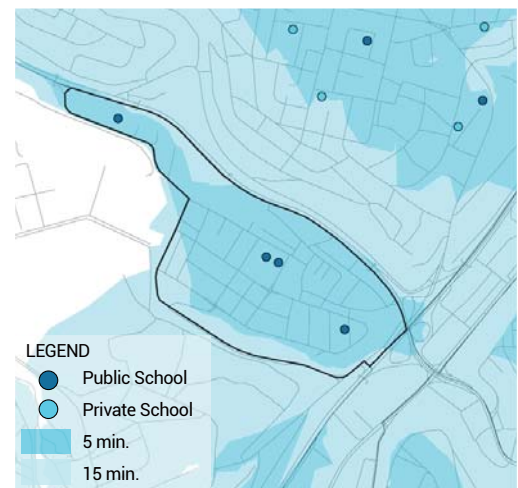 LEGEND
Public School
Private School
5 min.
15 min.